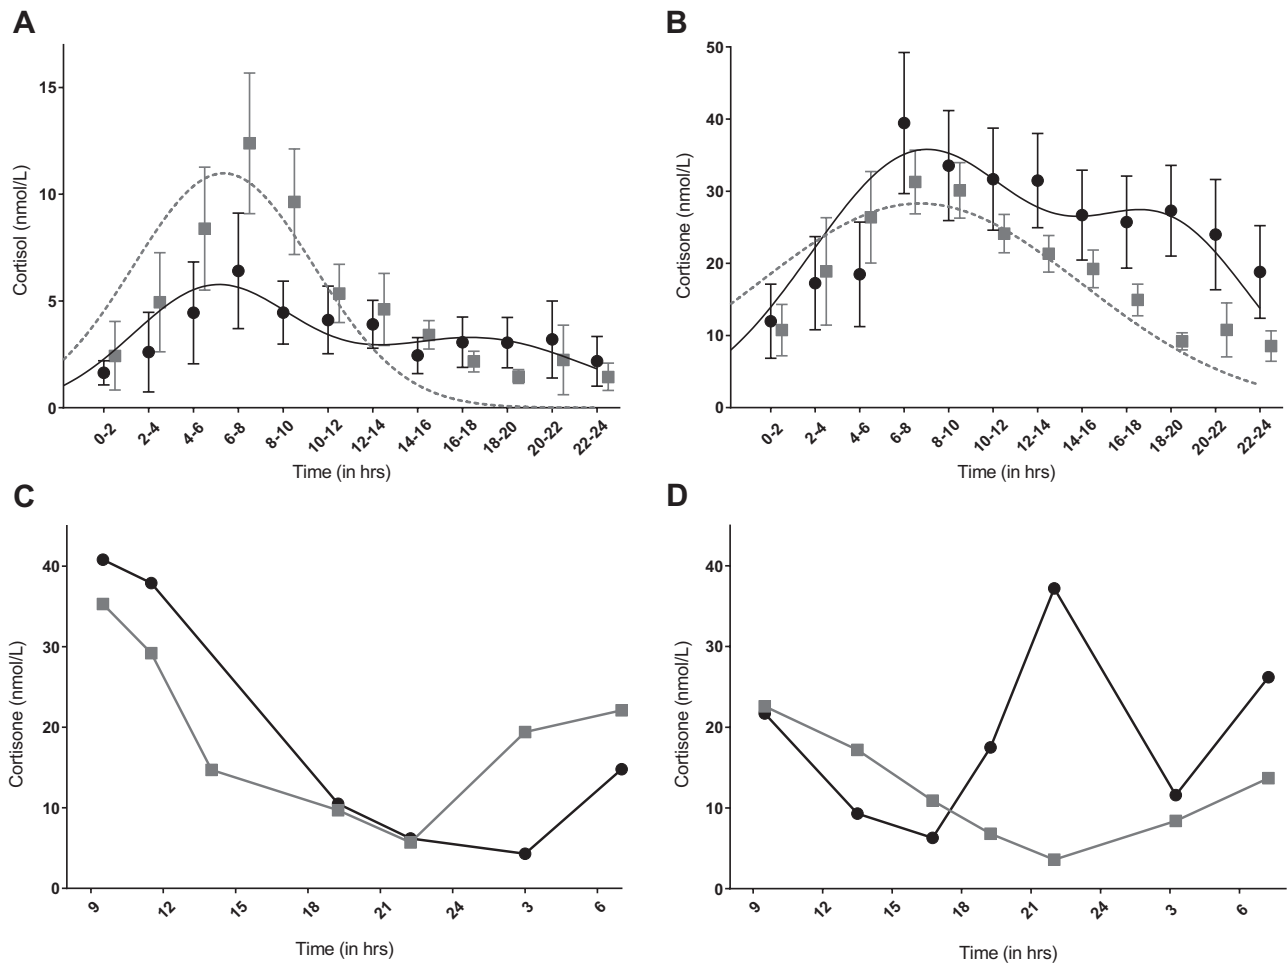 A
Cortisol (nmol/L)
15
10
5
0
0-2 2-4 4-6 6-8 8-10 10-12 12-14 14-16 16-18 18-20 20-22 22-24
Time (in hrs)
B
Cortisone (nmol/L)
50
40
30
20
10
0
0-2 2-4 4-6 6-8 8-10 10-12 12-14 14-16 16-18 18-20 20-22 22-24
Time (in hrs)
C
Cortisone (nmol/L)
40
30
20
10
0
9 12 15 18 21 24 3 6
Time (in hrs)
D
Cortisone (nmol/L)
40
30
20
10
0
9 12 15 18 21 24 3 6
Time (in hrs)